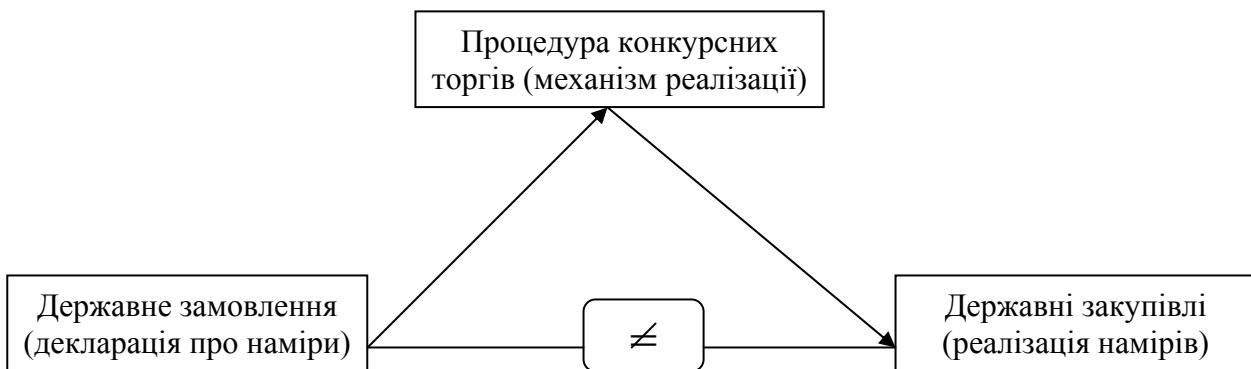 Процедура конкурсних
торгів (механізм реалізації)
Державне замовлення
(декларація про наміри)
≠
Державні закупівлі
(реалізація намірів)